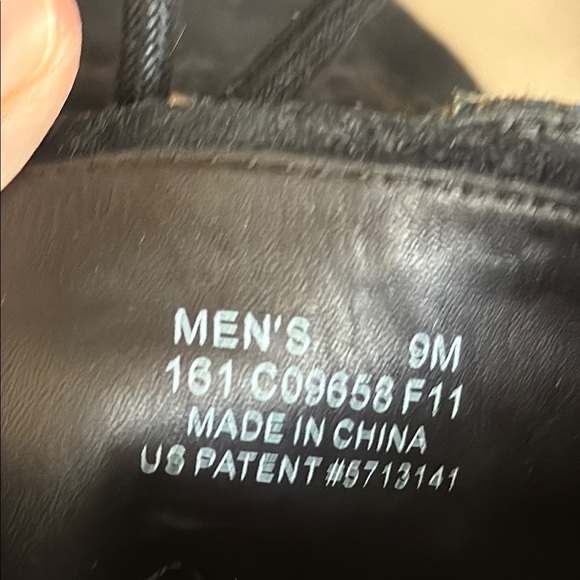 MEN'S 9M
161 C09658 F11
MADE IN CHINA
US PATENT #5713141